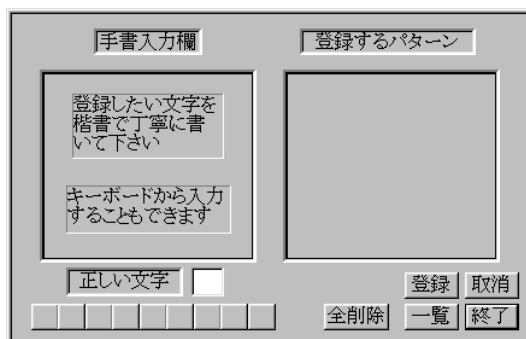 手書入力欄
登録するパターン
登録したい文字を
楷書で丁寧に書
いて下さい
キーボードから入力
することもできます
正しい文字
登録
取消
全削除
一覧
終了